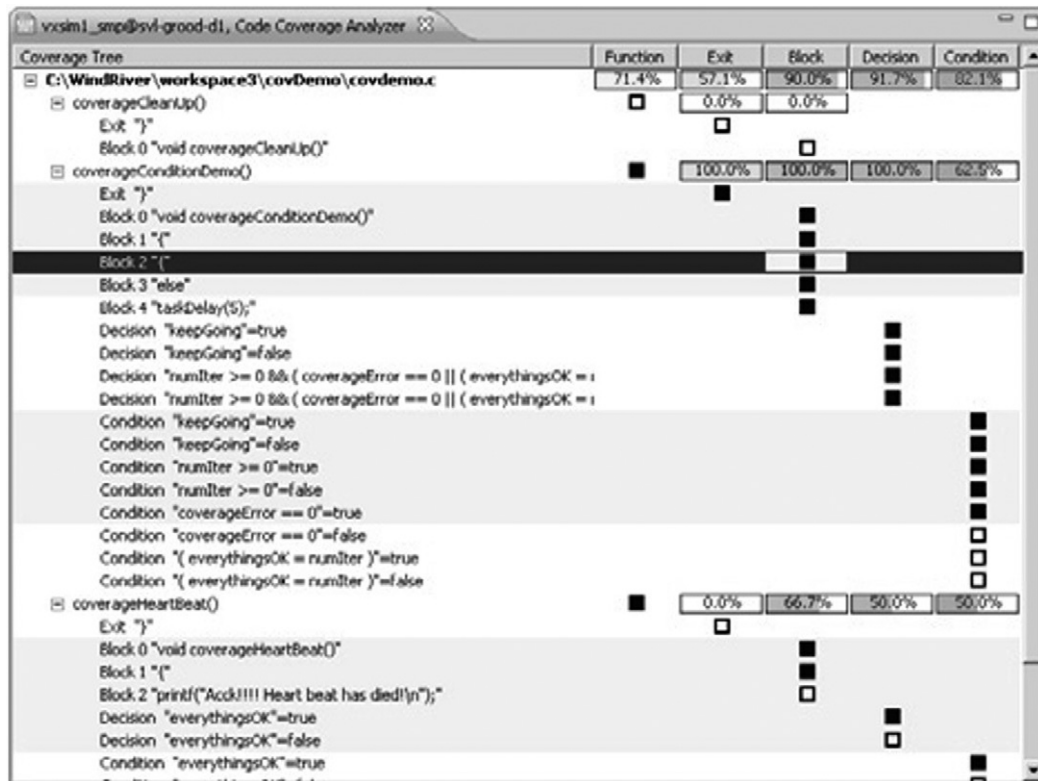 vxsim1_smp@svl-grood-d1, Code Coverage Analyzer
Coverage Tree Function Exit Block Decision Condition
C:\WindRiver\workspace3\covDemo\covdemo.c 71.4% 57.1% 90.0% 91.7% 82.1%
coverageCleanUp() 0.0% 0.0%
Exit "}"
Block 0 "void coverageCleanUp()"
coverageConditionDemo() 100.0% 100.0% 100.0% 62.5%
Exit "}"
Block 0 "void coverageConditionDemo()"
Block 1 "{"
Block 2 "{"
Block 3 "else"
Block 4 "taskDelay(5);"
Decision "keepGoing"=true
Decision "keepGoing"=false
Decision "numIter >= 0 && ( coverageError == 0 || ( everythingsOK =
Decision "numIter >= 0 && ( coverageError == 0 || ( everythingsOK =
Condition "keepGoing"=true
Condition "keepGoing"=false
Condition "numIter >= 0"=true
Condition "numIter >= 0"=false
Condition "coverageError == 0"=true
Condition "coverageError == 0"=false
Condition "( everythingsOK = numIter )"=true
Condition "( everythingsOK = numIter )"=false
coverageHeartBeat() 0.0% 66.7% 50.0% 50.0%
Exit "}"
Block 0 "void coverageHeartBeat()"
Block 1 "{"
Block 2 "printf("Acck!!!! Heart beat has died!\n");"
Decision "everythingsOK"=true
Decision "everythingsOK"=false
Condition "everythingsOK"=true